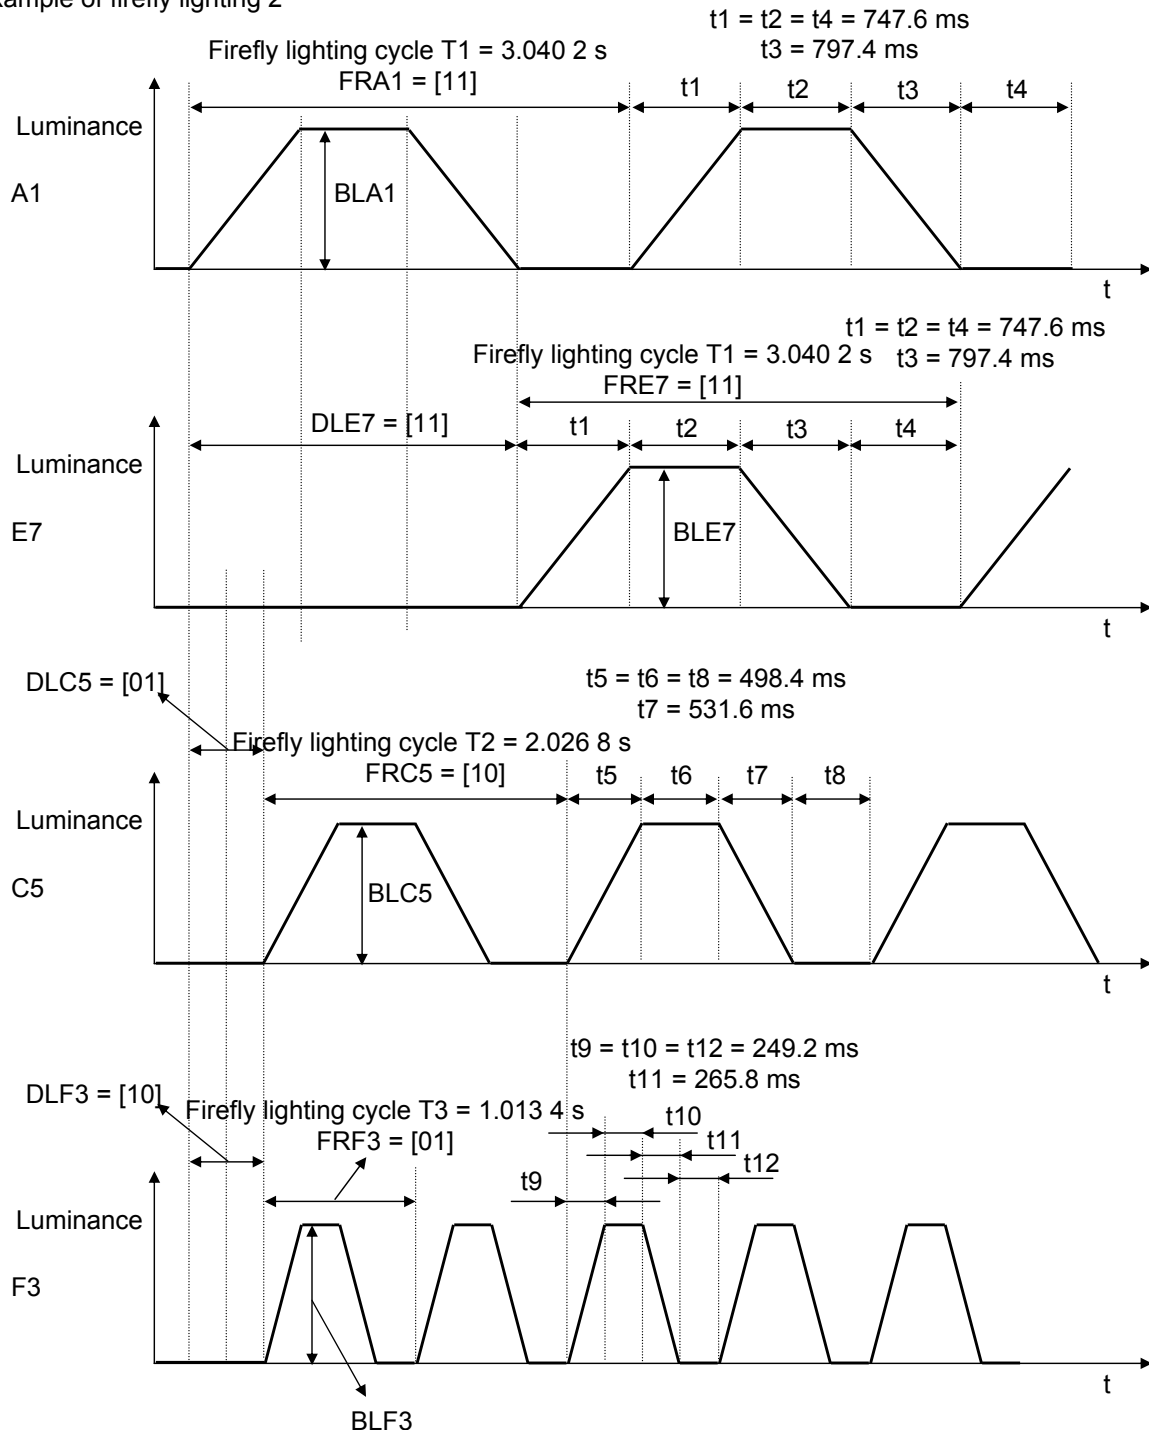 xample of firefly lighting 2
t1 = t2 = t4 = 747.6 ms
t3 = 797.4 ms
Firefly lighting cycle T1 = 3.040 2 s
FRA1 = [11]
t1
t2
t3
t4
Luminance
A1
BLA1
t
t1 = t2 = t4 = 747.6 ms
t3 = 797.4 ms
Firefly lighting cycle T1 = 3.040 2 s
FRE7 = [11]
DLE7 = [11]
t1
t2
t3
t4
Luminance
E7
BLE7
t
DLC5 = [01]
t5 = t6 = t8 = 498.4 ms
t7 = 531.6 ms
Firefly lighting cycle T2 = 2.026 8 s
FRC5 = [10]
t5
t6
t7
t8
Luminance
C5
BLC5
t
t9 = t10 = t12 = 249.2 ms
t11 = 265.8 ms
DLF3 = [10]
Firefly lighting cycle T3 = 1.013 4 s
FRF3 = [01]
t10
t11
t12
t9
Luminance
F3
t
BLF3